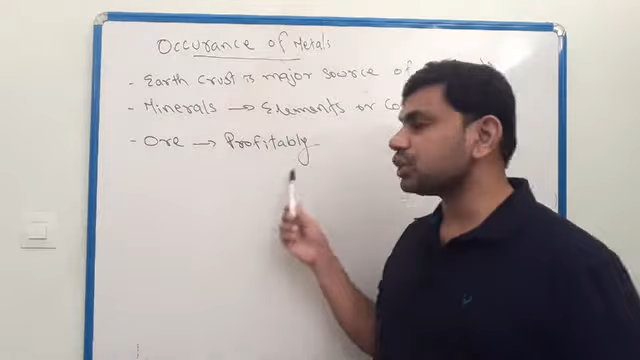 Occurance of Metals
- Earth crust is major source of
- Minerals → Elements or Co
- Ore → Profitably